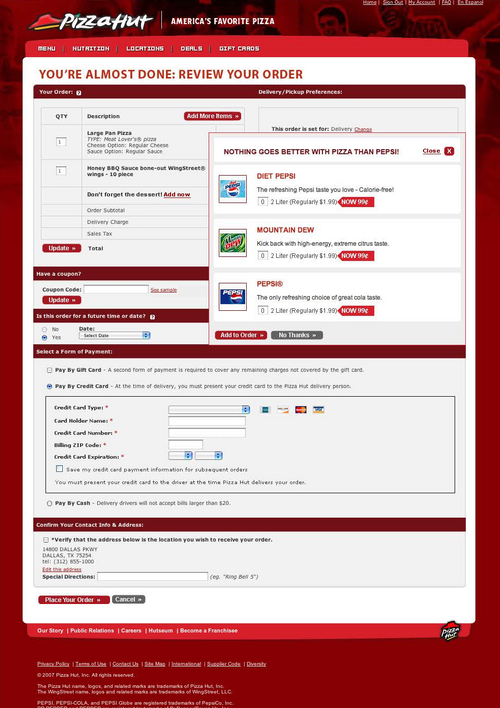 Home | Sign Out | My Account | FAQ | En Español
Pizza Hut
AMERICA'S FAVORITE PIZZA
MENU | NUTRITION | LOCATIONS | DEALS | GIFT CARDS
YOU'RE ALMOST DONE: REVIEW YOUR ORDER
Your Order: ?
Delivery/Pickup Preferences:
QTY Description Add More Items »
This order is set for: Delivery Change
1 Large Pan Pizza
TYPE: Meat Lover's® pizza
Cheese Option: Regular Cheese
Sauce Option: Regular Sauce
1 Honey BBQ Sauce bone-out WingStreet®
wings - 10 piece
Don't forget the dessert! Add now
Order Subtotal
Delivery Charge
Sales Tax
Update » Total
NOTHING GOES BETTER WITH PIZZA THAN PEPSI! Close X
DIET PEPSI
The refreshing Pepsi taste you love - Calorie-free!
0 2 Liter (Regularly $1.99) NOW 99¢
MOUNTAIN DEW
Kick back with high-energy, extreme citrus taste.
0 2 Liter (Regularly $1.99) NOW 99¢
PEPSI®
The only refreshing choice of great cola taste.
0 2 Liter (Regularly $1.99) NOW 99¢
Add to Order » No Thanks »
Have a coupon?
Coupon Code: See sample
Update »
Is this order for a future time or date? ?
No
Yes
Date:
Select Date
Select a Form of Payment:
Pay By Gift Card - A second form of payment is required to cover any remaining charges not covered by the gift card.
Pay By Credit Card - At the time of delivery, you must present your credit card to the Pizza Hut delivery person.
Credit Card Type: *
Card Holder Name: *
Credit Card Number: *
Billing ZIP Code: *
Credit Card Expiration: *
Save my credit card payment information for subsequent orders
You must present your credit card to the driver at the time Pizza Hut delivers your order.
Pay By Cash - Delivery drivers will not accept bills larger than $20.
Confirm Your Contact Info & Address:
*Verify that the address below is the location you wish to receive your order.
14800 DALLAS PKWY
DALLAS, TX 75254
tel: (312) 855-1000
Edit this address
Special Directions: (eg. "Ring Bell 5")
Place Your Order » Cancel »
Our Story | Public Relations | Careers | Hutseum | Become a Franchisee
Pizza Hut
Privacy Policy | Terms of Use | Contact Us | Site Map | International | Supplier Code | Diversity
© 2007 Pizza Hut, Inc. All rights reserved.
The Pizza Hut name, logos, and related marks are trademarks of Pizza Hut, Inc.
The WingStreet name, logos and related marks are trademarks of WingStreet, LLC.
PEPSI, PEPSI-COLA, and PEPSI Globe are registered trademarks of PepsiCo, Inc.